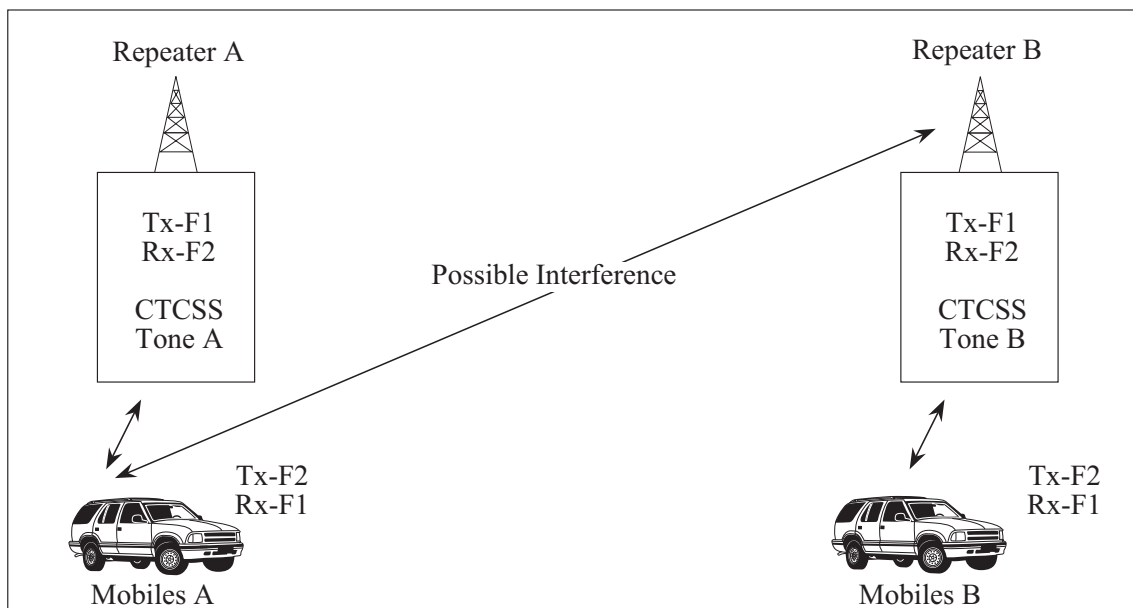 Repeater A
Repeater B
Tx-F1
Rx-F2
CTCSS
Tone A
Tx-F1
Rx-F2
CTCSS
Tone B
Possible Interference
Tx-F2
Rx-F1
Mobiles A
Tx-F2
Rx-F1
Mobiles B